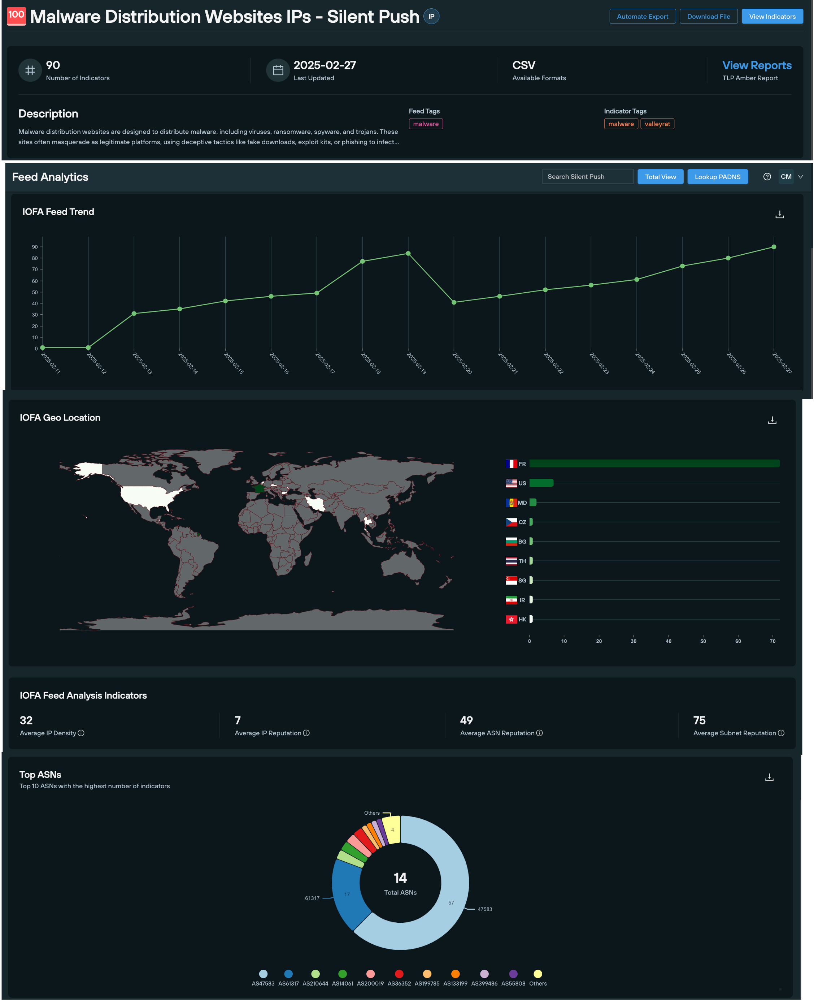 100 Malware Distribution Websites IPs - Silent Push IP
Automate Export Download File View Indicators
90
Number of Indicators
2025-02-27
Last Updated
CSV
Available Formats
View Reports
TLP Amber Report
Description
Malware distribution websites are designed to distribute malware, including viruses, ransomware, spyware, and trojans. These
sites often masquerade as legitimate platforms, using deceptive tactics like fake downloads, exploit kits, or phishing to infect...
Feed Tags
malware
Indicator Tags
malware valleyrat
Feed Analytics
Search Silent Push Total View Lookup PADNS CM
IOFA Feed Trend
90
80
70
60
50
40
30
20
10
0
2025-02-11
2025-02-12
2025-02-13
2025-02-14
2025-02-15
2025-02-16
2025-02-17
2025-02-18
2025-02-19
2025-02-20
2025-02-21
2025-02-22
2025-02-23
2025-02-24
2025-02-25
2025-02-26
2025-02-27
IOFA Geo Location
FR
US
MD
CZ
BG
TH
SG
IR
HK
0 10 20 30 40 50 60 70
IOFA Feed Analysis Indicators
32
Average IP Density
7
Average IP Reputation
49
Average ASN Reputation
75
Average Subnet Reputation
Top ASNs
Top 10 ASNs with the highest number of indicators
Others
4
14
Total ASNs
17
61317
57
47583
AS47583 AS61317 AS210644 AS14061 AS200019 AS36352 AS199785 AS133199 AS399486 AS55808 Others